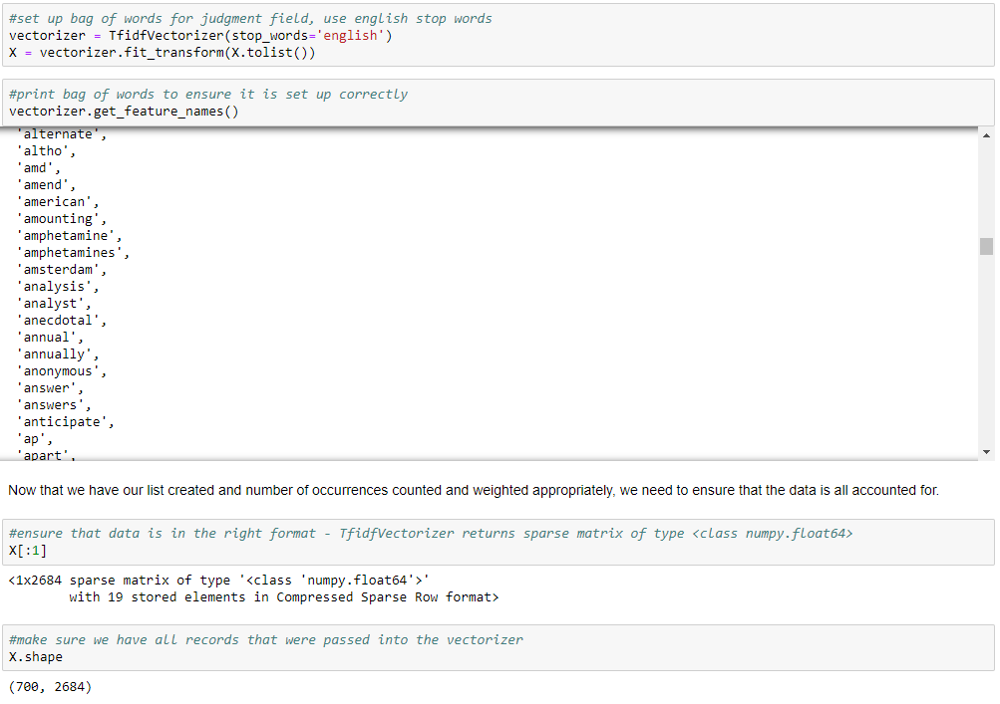 #set up bag of words for judgment field, use english stop words
vectorizer = TfidfVectorizer(stop_words='english')
X = vectorizer.fit_transform(X.tolist())
#print bag of words to ensure it is set up correctly
vectorizer.get_feature_names()
'alternate',
'altho',
'amd',
'amend',
'american',
'amounting',
'amphetamine',
'amphetamines',
'amsterdam',
'analysis',
'analyst',
'anecdotal',
'annual',
'annually',
'anonymous',
'answer',
'answers',
'anticipate',
'ap',
'apart',
Now that we have our list created and number of occurrences counted and weighted appropriately, we need to ensure that the data is all accounted for.
#ensure that data is in the right format - TfidfVectorizer returns sparse matrix of type <class numpy.float64>
X[:1]
<1x2684 sparse matrix of type '<class 'numpy.float64'>'
with 19 stored elements in Compressed Sparse Row format>
#make sure we have all records that were passed into the vectorizer
X.shape
(700, 2684)